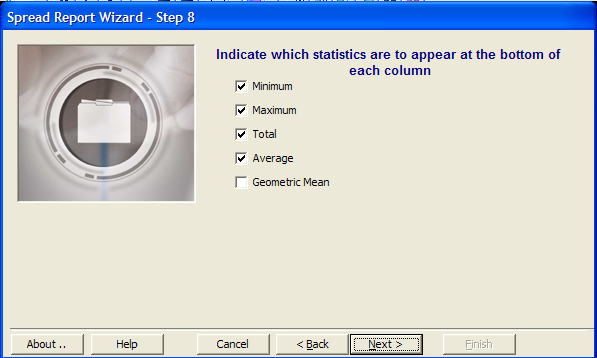 Spread Report Wizard - Step 8
Indicate which statistics are to appear at the bottom of
each column
Minimum
Maximum
Total
Average
Geometric Mean
About ..
Help
Cancel
< Back
Next >
Finish